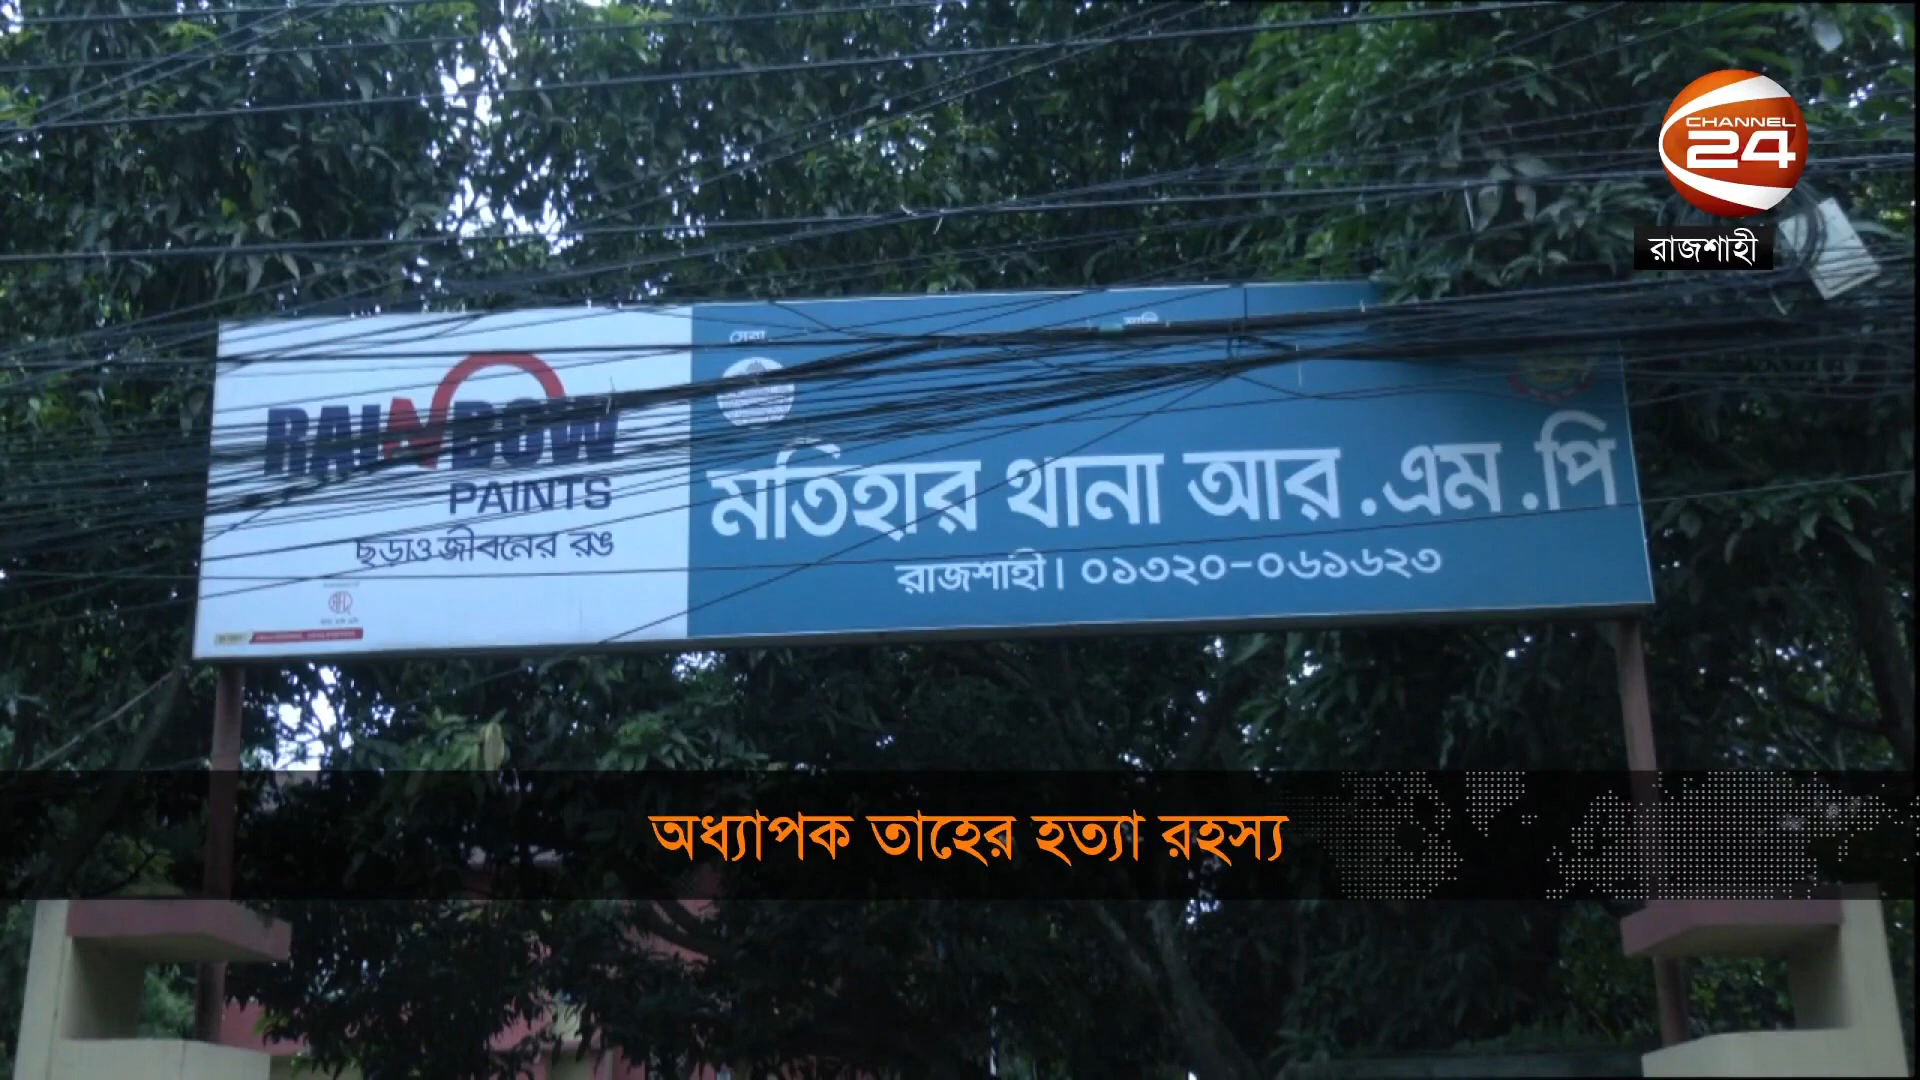 CHANNEL
24
রাজশাহী
RAINBOW
PAINTS
ছড়াও জীবনের রঙ
সেবা
মতিহার থানা আর.এম.পি
রাজশাহী। ০১৩২০-০৬১৬২৩
অধ্যাপক তাহের হত্যা রহস্য